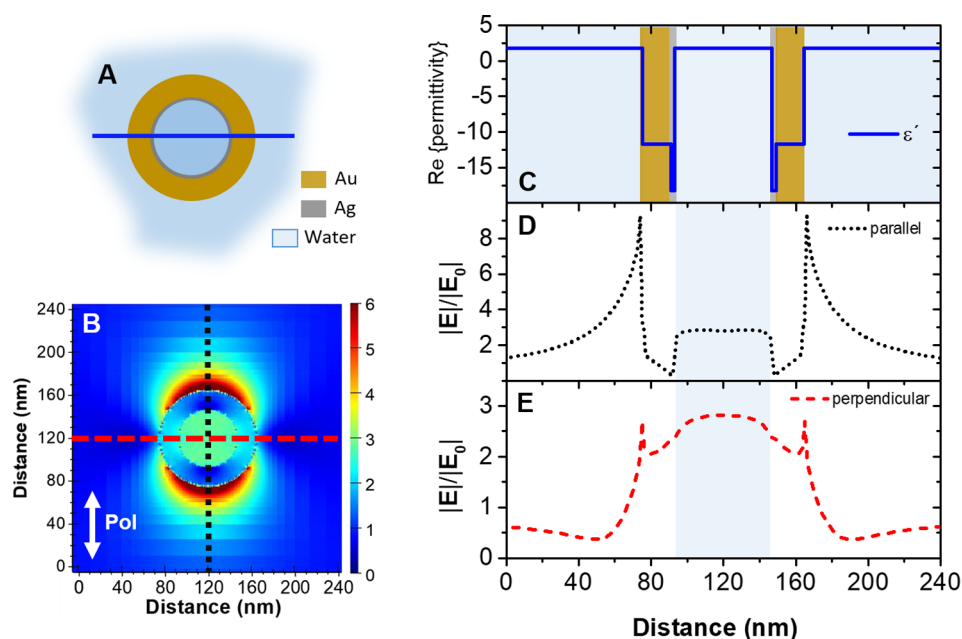 A
Au
Ag
Water
B
240
200
160
120
80
40
0
Distance (nm)
Pol
0 40 80 120 160 200 240
Distance (nm)
6
5
4
3
2
1
0
C
5
0
-5
-10
-15
Re {permittivity}
ε´
D
8
6
4
2
|E|/|E0|
parallel
E
3
2
1
0
|E|/|E0|
perpendicular
0 40 80 120 160 200 240
Distance (nm)